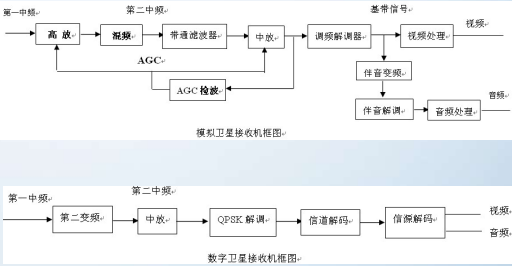 第一中频
第二中频
基带信号
高 放
混频
带通滤波器
中放
调频解调器
视频处理
视频
AGC
AGC 检波
伴音变频
伴音解调
音频处理
音频
模拟卫星接收机框图
第一中频
第二中频
第二变频
中放
QPSK 解调
信道解码
信源解码
视频
音频
数字卫星接收机框图